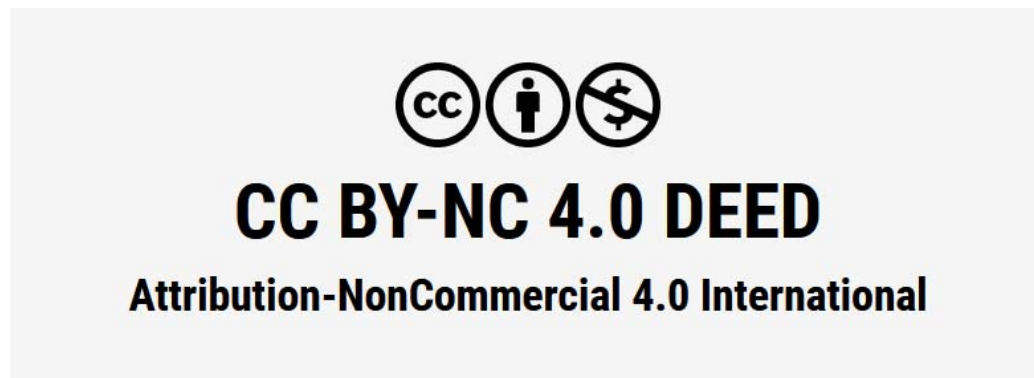 cc $
CC BY-NC 4.0 DEED
Attribution-NonCommercial 4.0 International